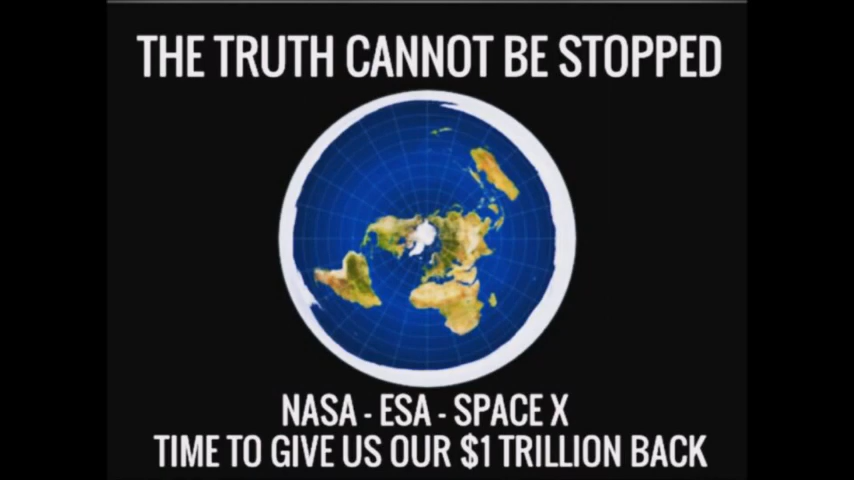 THE TRUTH CANNOT BE STOPPED
NASA - ESA - SPACE X
TIME TO GIVE US OUR $1 TRILLION BACK